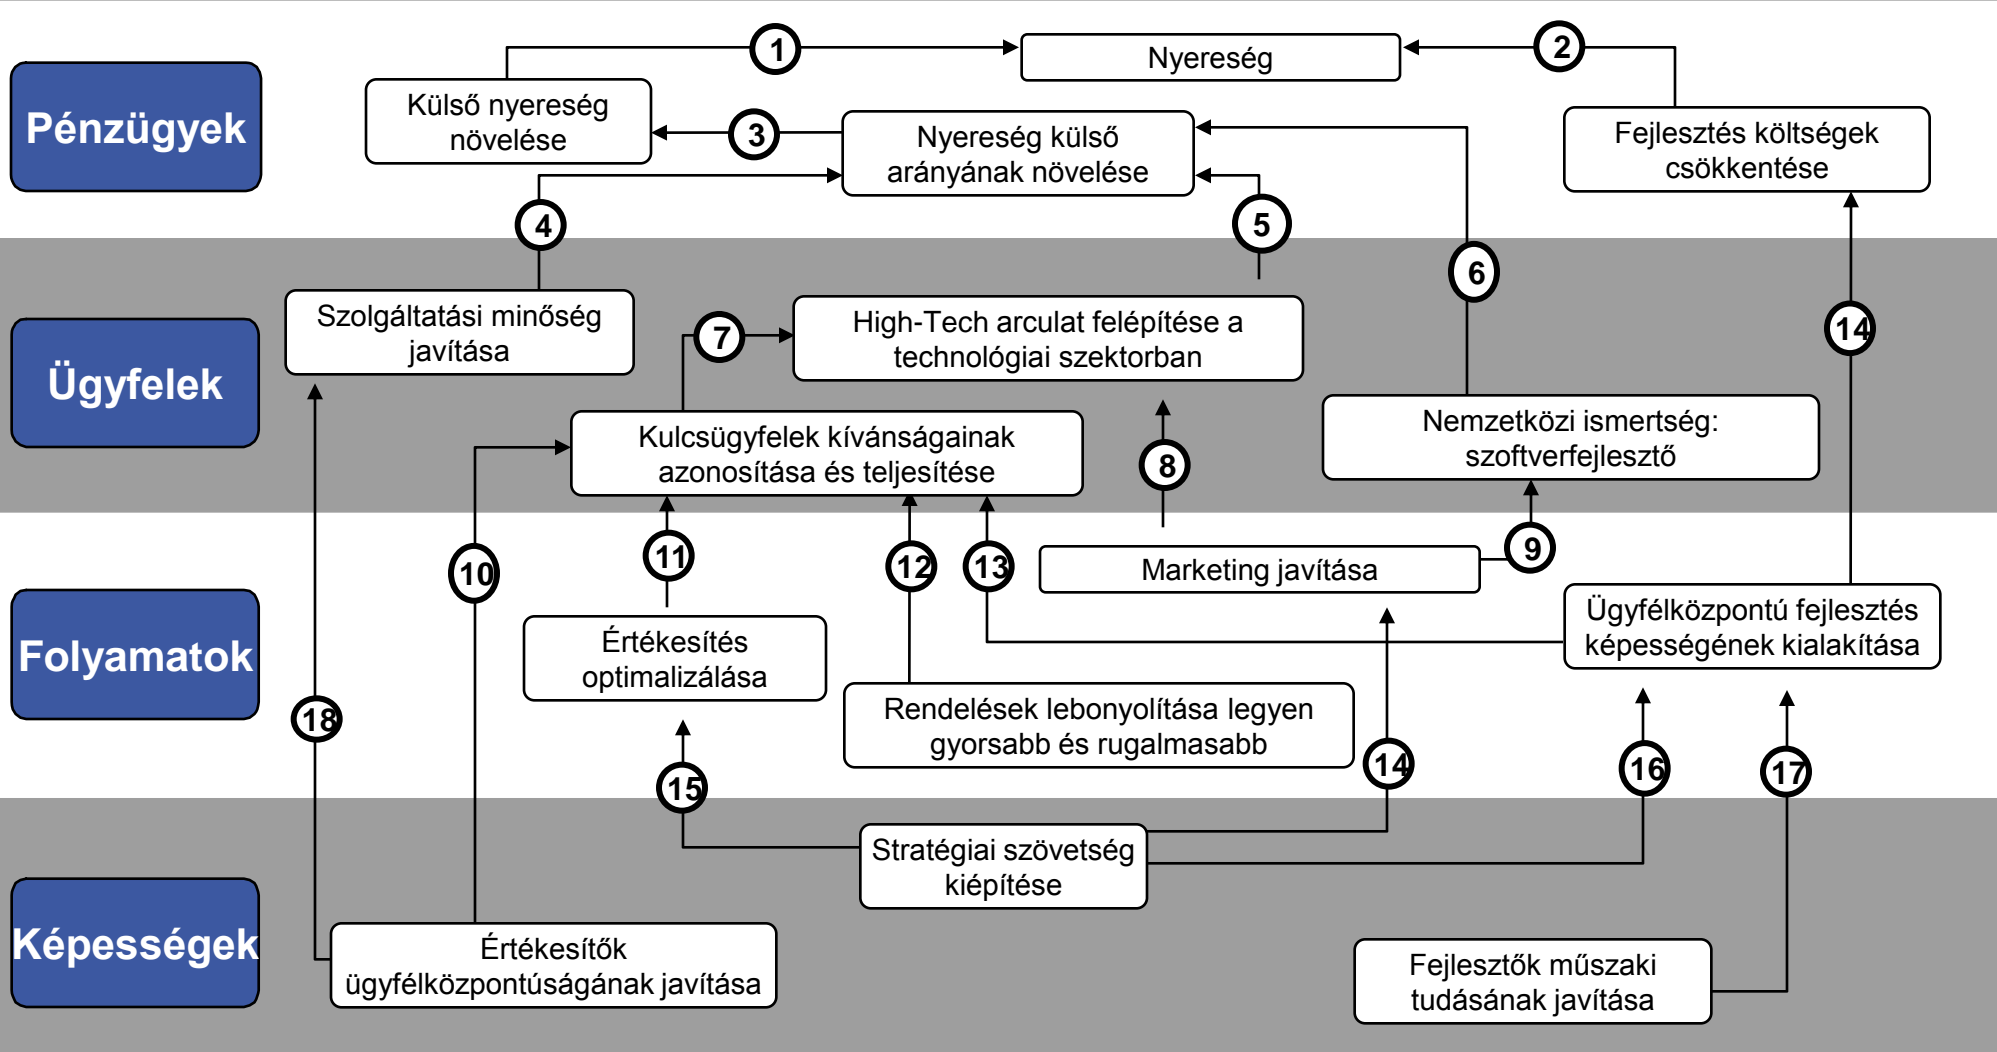 1
2
Nyereség
Pénzügyek
Külső nyereség
növelése
3
Nyereség külső
arányának növelése
Fejlesztés költségek
csökkentése
4
5
6
14
Ügyfelek
Szolgáltatási minőség
javítása
7
High-Tech arculat felépítése a
technológiai szektorban
Kulcsügyfelek kívánságainak
azonosítása és teljesítése
8
Nemzetközi ismertség:
szoftverfejlesztő
9
10
11
12
13
Folyamatok
Marketing javítása
Értékesítés
optimalizálása
Ügyfélközpontú fejlesztés
képességének kialakítása
Rendelések lebonyolítása legyen
gyorsabb és rugalmasabb
18
15
14
16
17
Képességek
Stratégiai szövetség
kiépítése
Értékesítők
ügyfélközpontúságának javítása
Fejlesztők műszaki
tudásának javítása